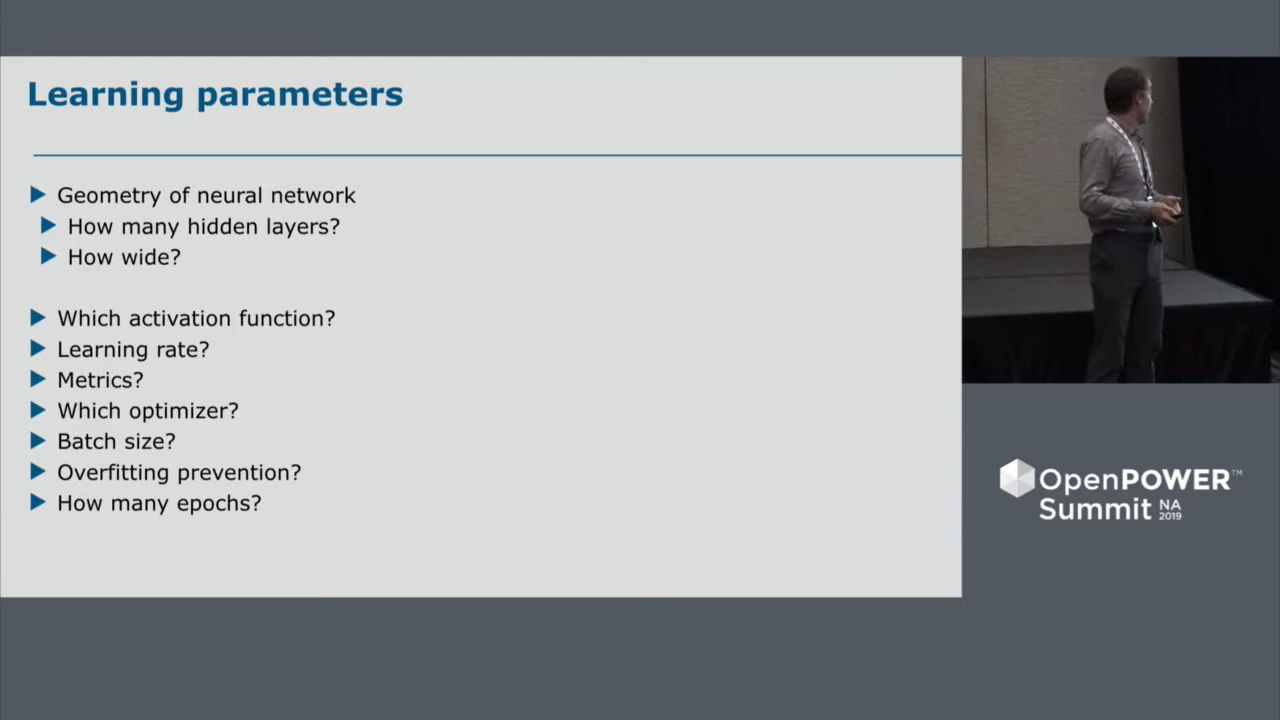 Learning parameters
Geometry of neural network
How many hidden layers?
How wide?
Which activation function?
Learning rate?
Metrics?
Which optimizer?
Batch size?
Overfitting prevention?
How many epochs?
OpenPOWER™
Summit NA 2019